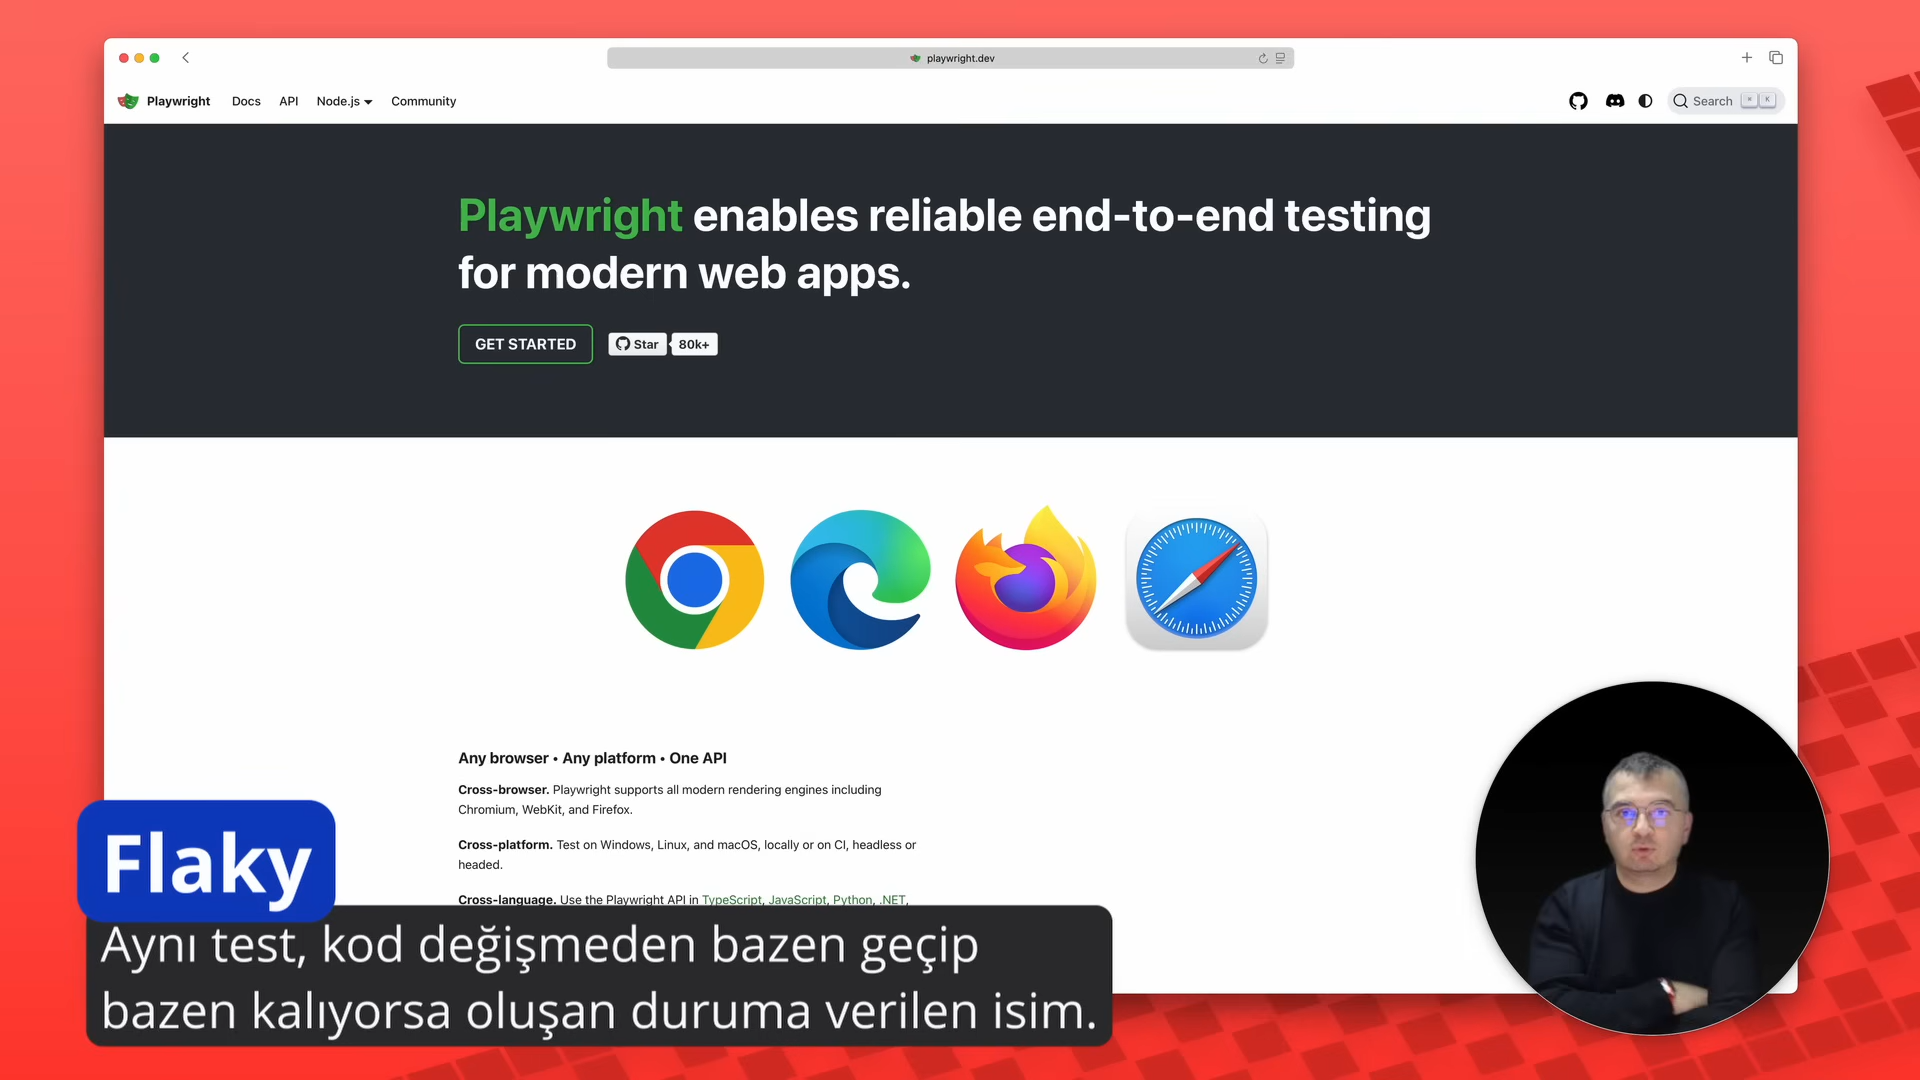 playwright.dev
Playwright Docs API Node.js Community Search K
Playwright enables reliable end-to-end testing
for modern web apps.
GET STARTED Star 80k+
Any browser • Any platform • One API
Cross-browser. Playwright supports all modern rendering engines including
Chromium, WebKit, and Firefox.
Cross-platform. Test on Windows, Linux, and macOS, locally or on CI, headless or
headed.
Cross-language. Use the Playwright API in TypeScript, JavaScript, Python, .NET,
Flaky
Aynı test, kod değişmeden bazen geçip
bazen kalıyorsa oluşan duruma verilen isim.